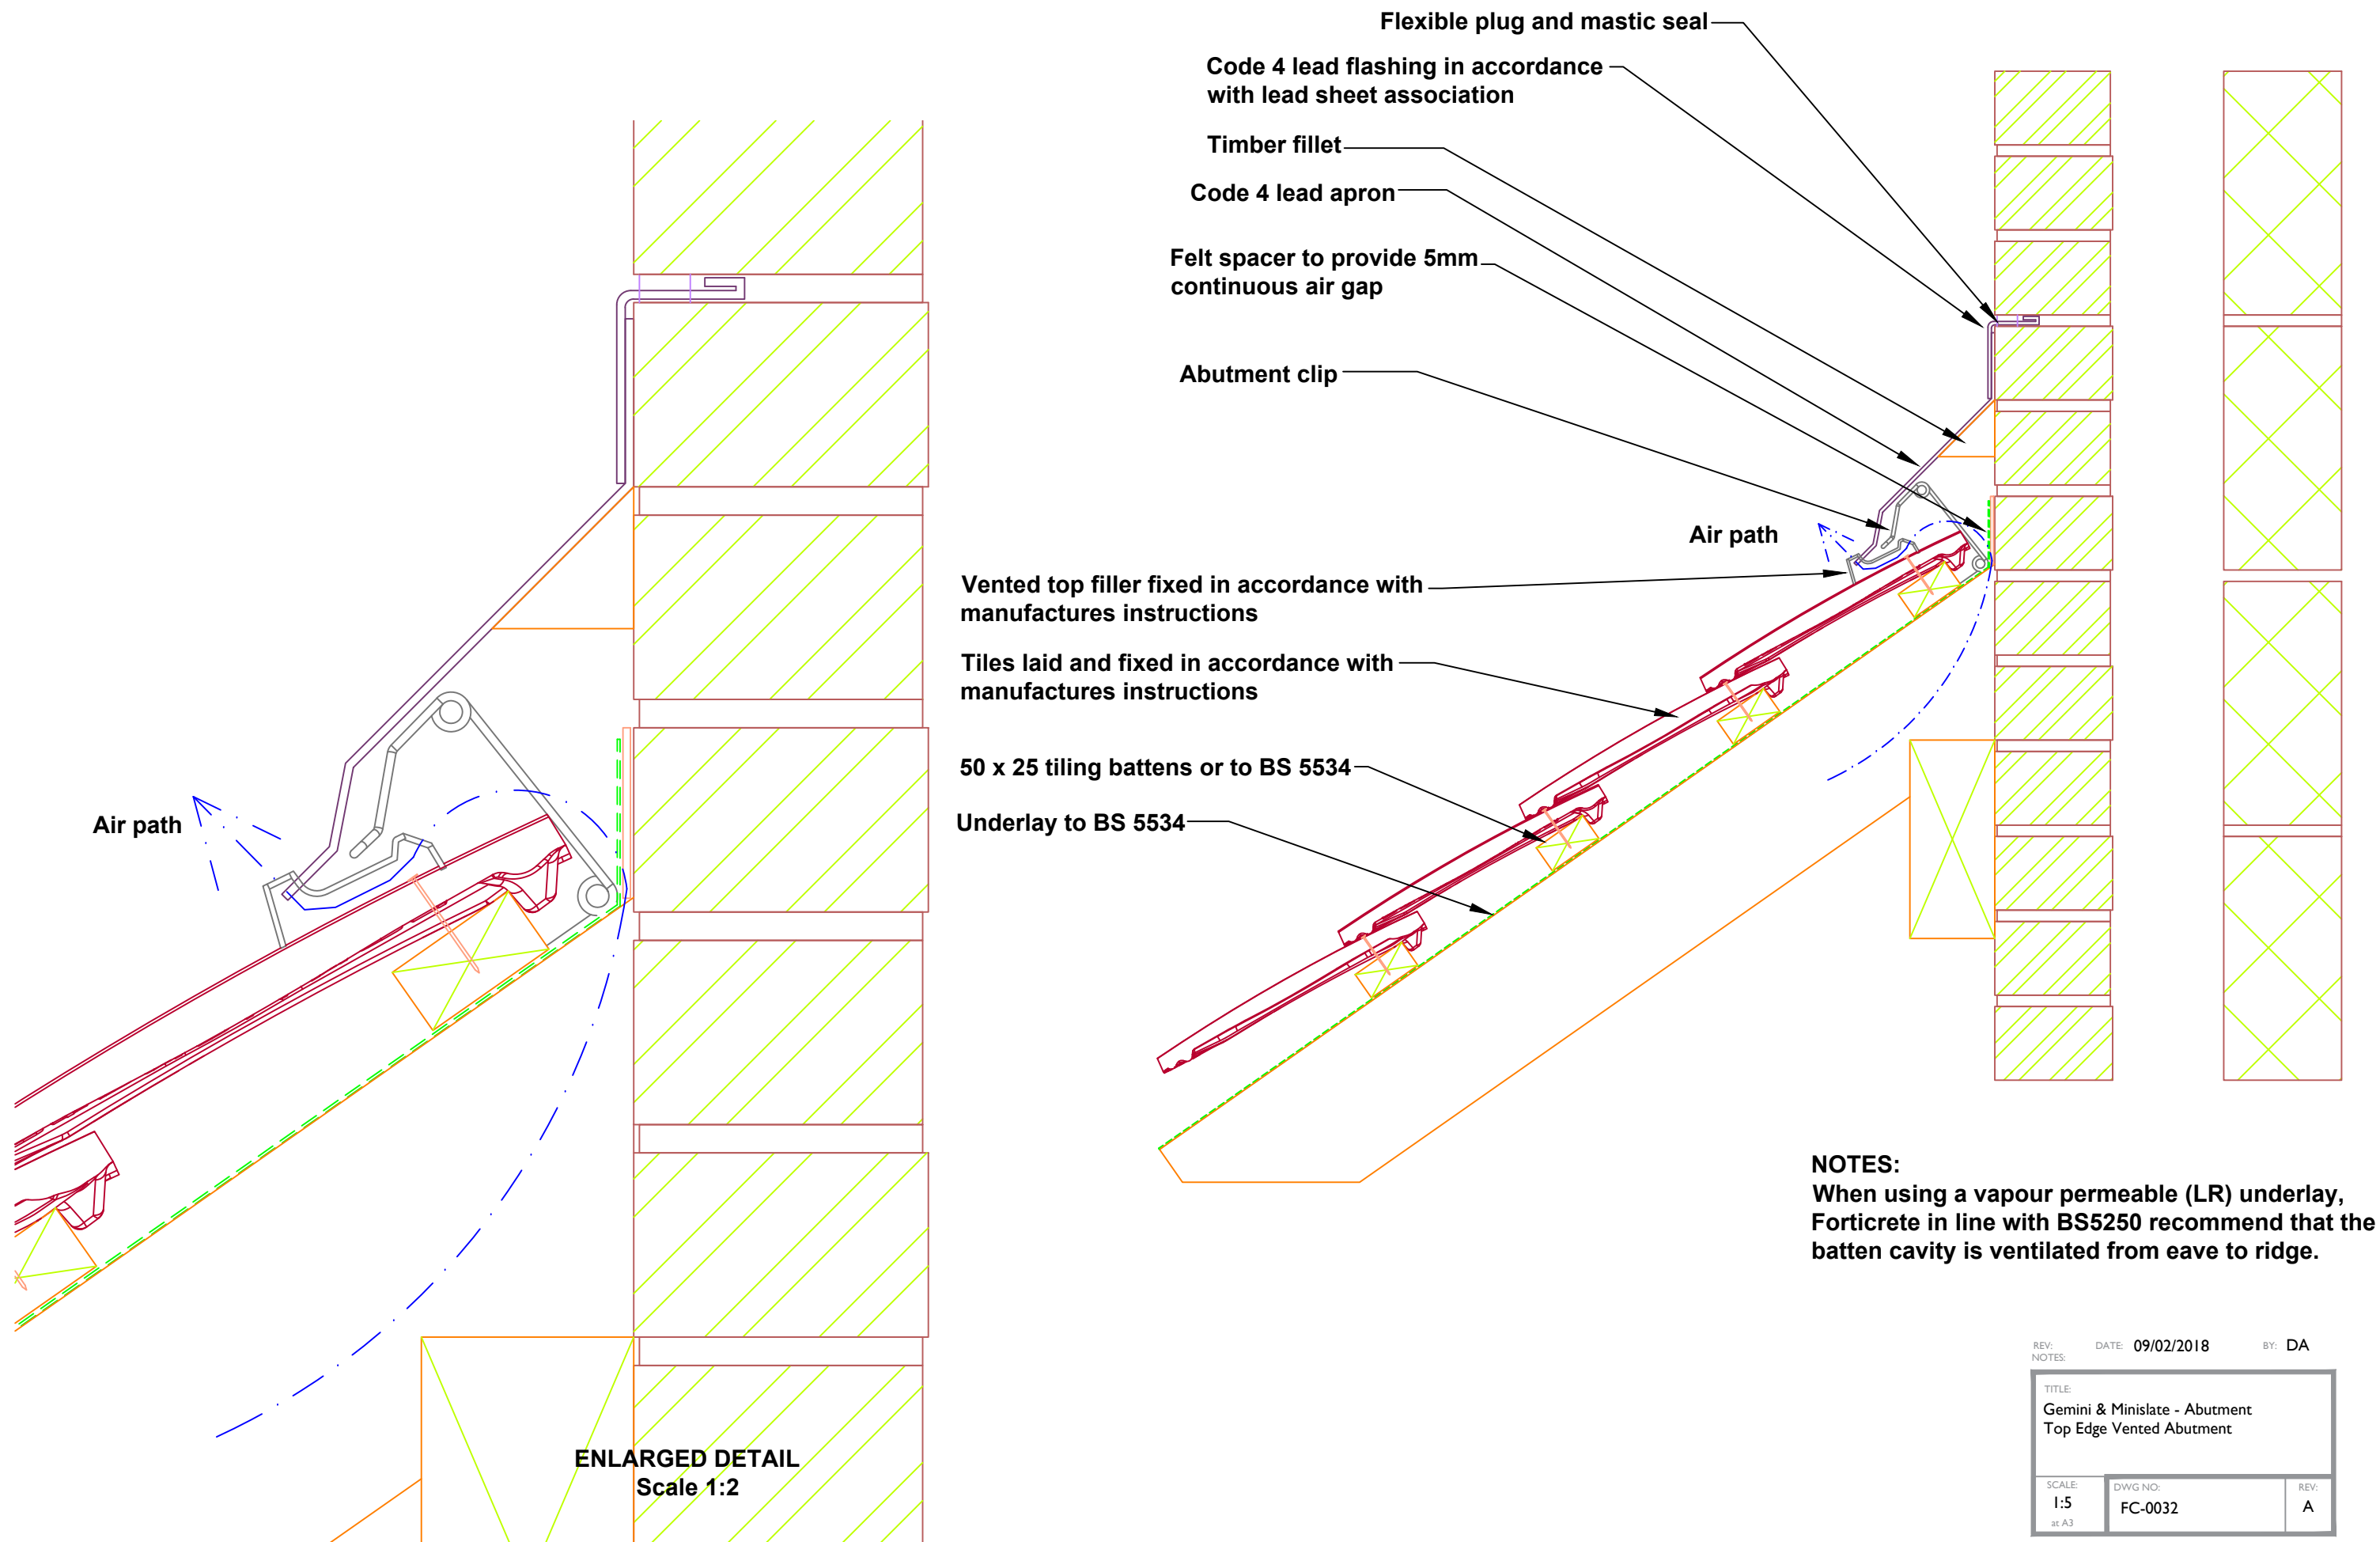 Flexible plug and mastic seal
Code 4 lead flashing in accordance
with lead sheet association
Timber fillet
Code 4 lead apron
Felt spacer to provide 5mm
continuous air gap
Abutment clip
Air path
Vented top filler fixed in accordance with
manufactures instructions
Tiles laid and fixed in accordance with
manufactures instructions
50 x 25 tiling battens or to BS 5534
Underlay to BS 5534
Air path
ENLARGED DETAIL
Scale 1:2
NOTES:
When using a vapour permeable (LR) underlay,
Forticrete in line with BS5250 recommend that the
batten cavity is ventilated from eave to ridge.
REV: DATE: 09/02/2018 BY: DA
NOTES:
TITLE:
Gemini & Minislate - Abutment
Top Edge Vented Abutment
SCALE: DWG NO: REV:
1:5 FC-0032 A
at A3